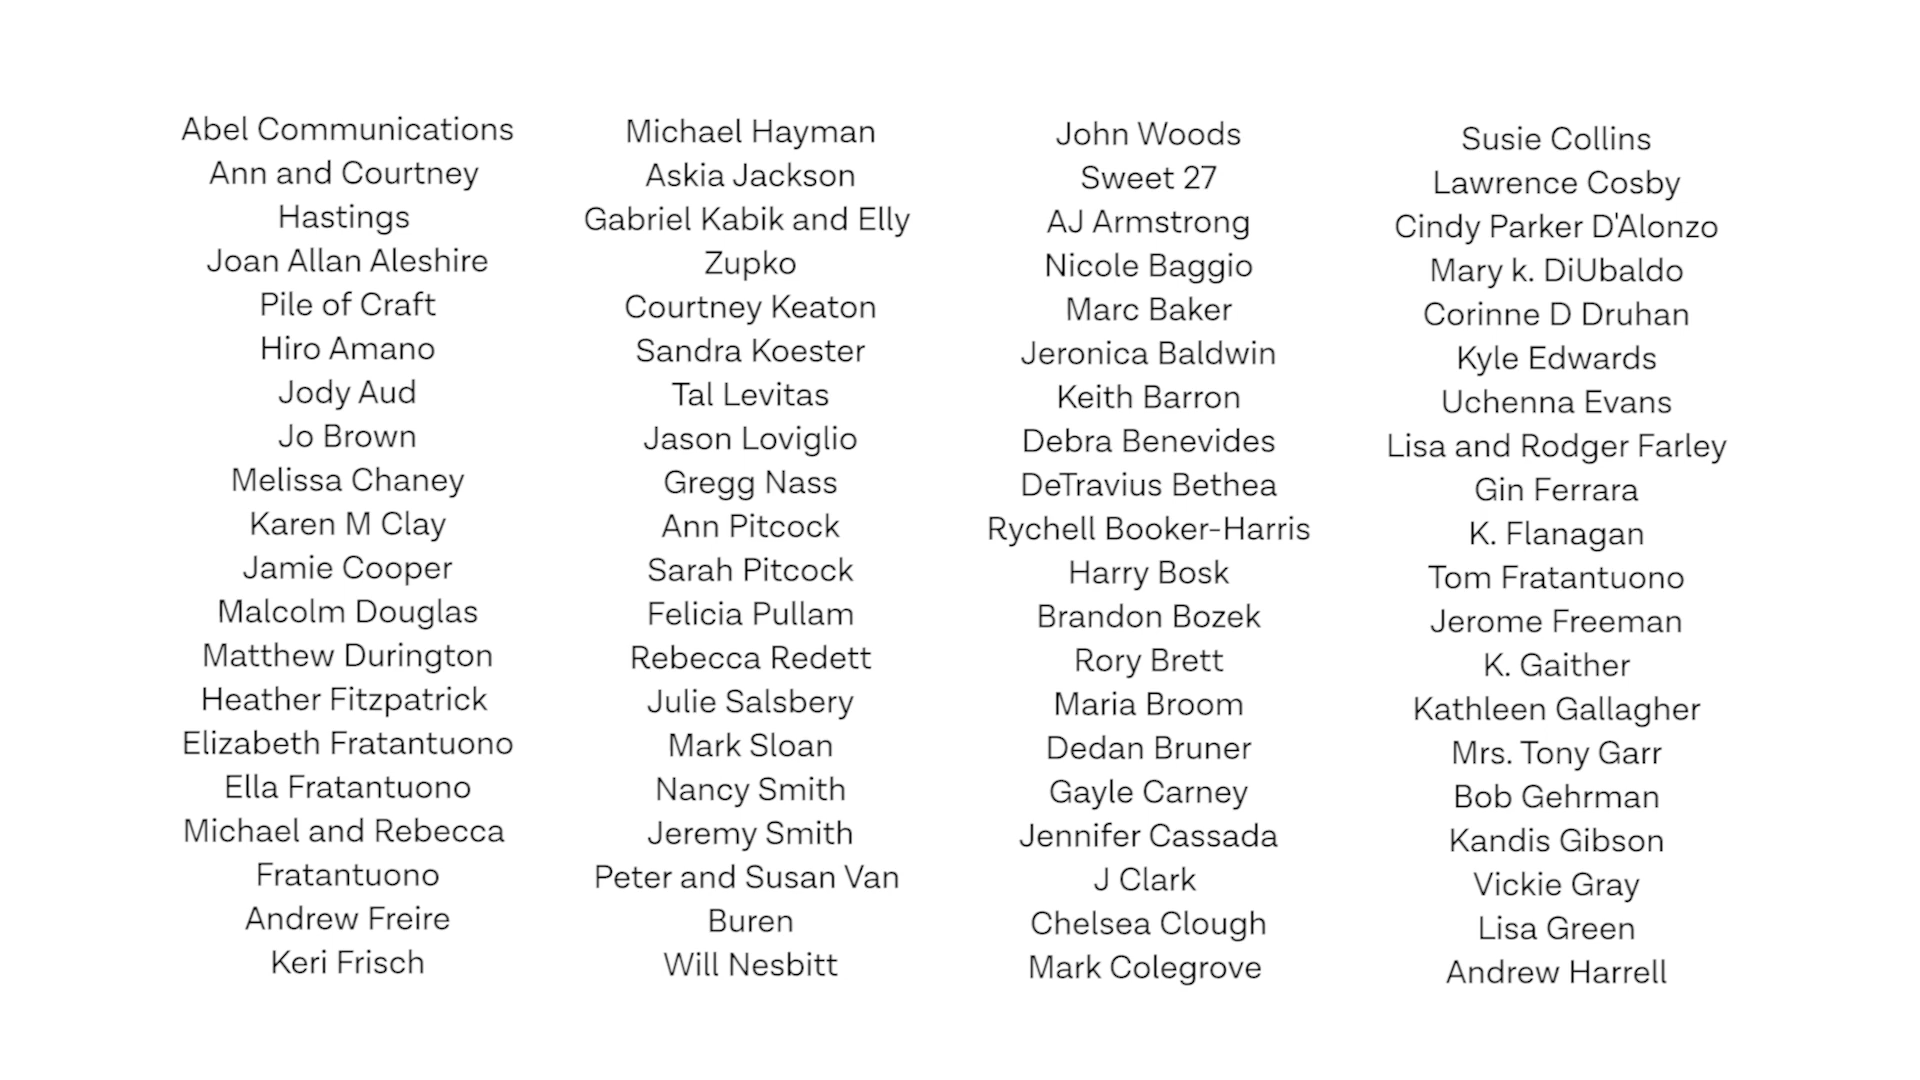 Abel Communications
Ann and Courtney
Hastings
Joan Allan Aleshire
Pile of Craft
Hiro Amano
Jody Aud
Jo Brown
Melissa Chaney
Karen M Clay
Jamie Cooper
Malcolm Douglas
Matthew Durington
Heather Fitzpatrick
Elizabeth Fratantuono
Ella Fratantuono
Michael and Rebecca
Fratantuono
Andrew Freire
Keri Frisch
Michael Hayman
Askia Jackson
Gabriel Kabik and Elly
Zupko
Courtney Keaton
Sandra Koester
Tal Levitas
Jason Loviglio
Gregg Nass
Ann Pitcock
Sarah Pitcock
Felicia Pullam
Rebecca Redett
Julie Salsbery
Mark Sloan
Nancy Smith
Jeremy Smith
Peter and Susan Van
Buren
Will Nesbitt
John Woods
Sweet 27
AJ Armstrong
Nicole Baggio
Marc Baker
Jeronica Baldwin
Keith Barron
Debra Benevides
DeTravius Bethea
Rychell Booker-Harris
Harry Bosk
Brandon Bozek
Rory Brett
Maria Broom
Dedan Bruner
Gayle Carney
Jennifer Cassada
J Clark
Chelsea Clough
Mark Colegrove
Susie Collins
Lawrence Cosby
Cindy Parker D'Alonzo
Mary k. DiUbaldo
Corinne D Druhan
Kyle Edwards
Uchenna Evans
Lisa and Rodger Farley
Gin Ferrara
K. Flanagan
Tom Fratantuono
Jerome Freeman
K. Gaither
Kathleen Gallagher
Mrs. Tony Garr
Bob Gehrman
Kandis Gibson
Vickie Gray
Lisa Green
Andrew Harrell